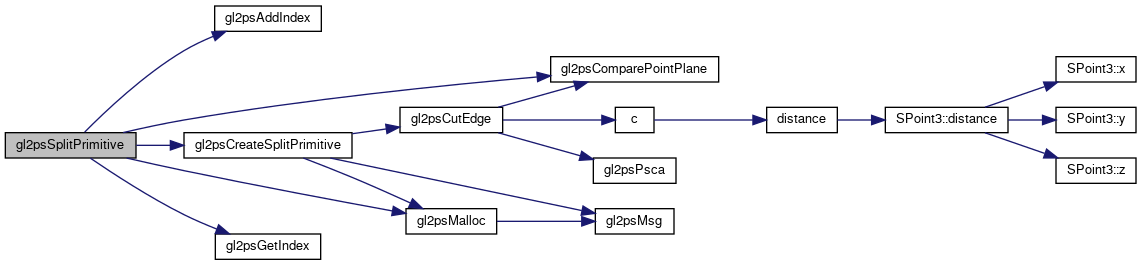 gl2psSplitPrimitive
gl2psAddIndex
gl2psComparePointPlane
gl2psCreateSplitPrimitive
gl2psMalloc
gl2psGetIndex
gl2psCutEdge
c
gl2psPsca
gl2psMsg
distance
SPoint3::distance
SPoint3::x
SPoint3::y
SPoint3::z